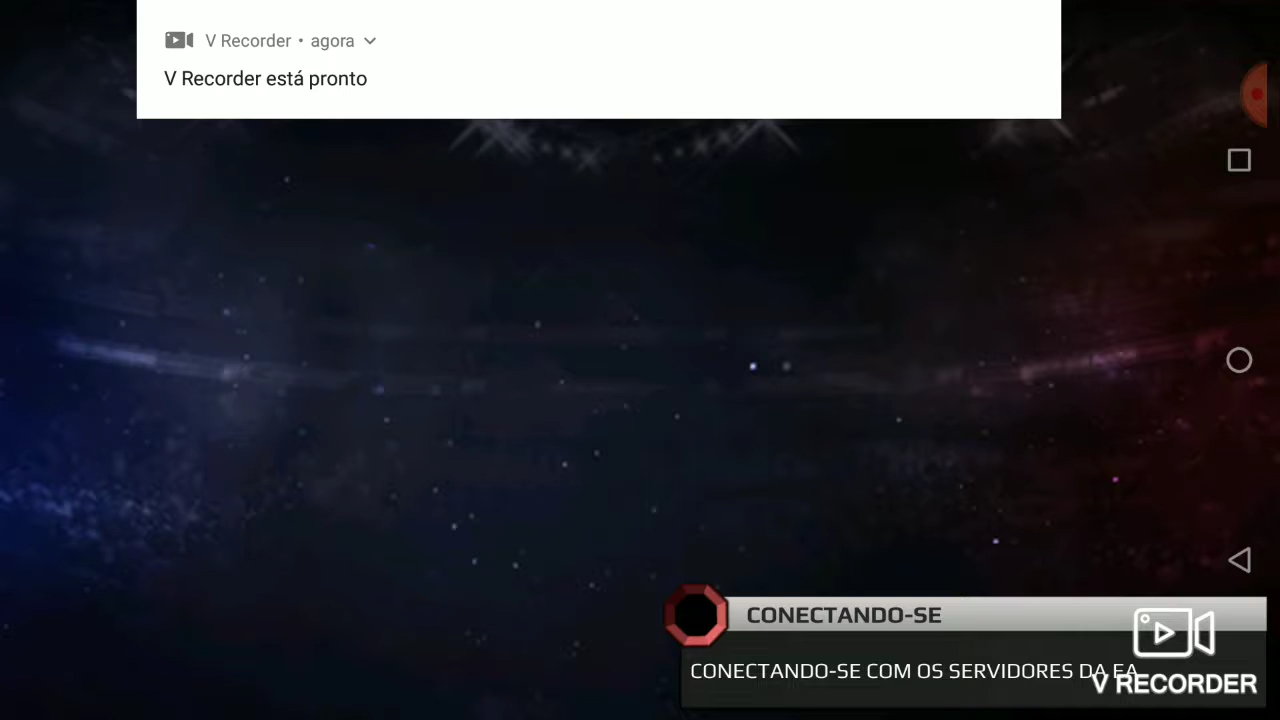 V Recorder • agora
V Recorder está pronto
CONECTANDO-SE
CONECTANDO-SE COM OS SERVIDORES DA EA
V RECORDER